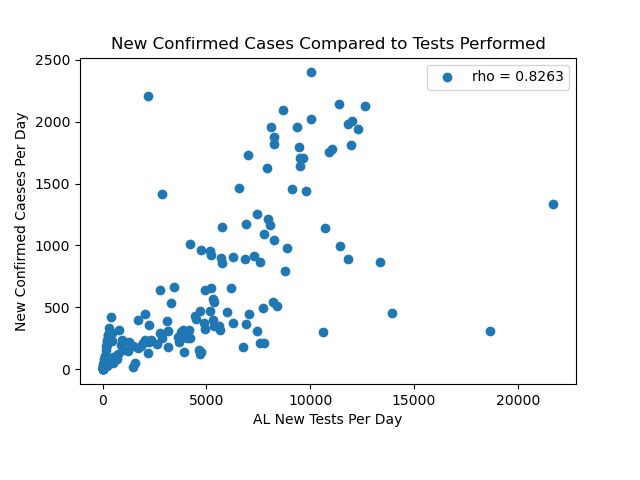 New Confirmed Cases Compared to Tests Performed
rho = 0.8263
New Confirmed Caeses Per Day
2500
2000
1500
1000
500
0
0 5000 10000 15000 20000
AL New Tests Per Day